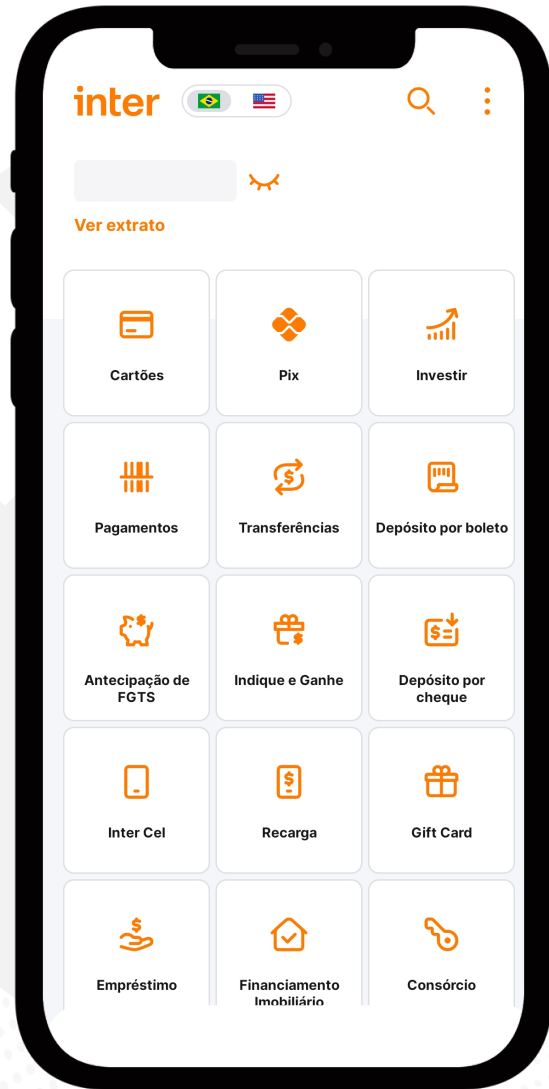 inter
Ver extrato
Cartões
Pix
Investir
Pagamentos
Transferências
Depósito por boleto
Antecipação de
FGTS
Indique e Ganhe
Depósito por
cheque
Inter Cel
Recarga
Gift Card
Empréstimo
Financiamento
Imobiliário
Consórcio